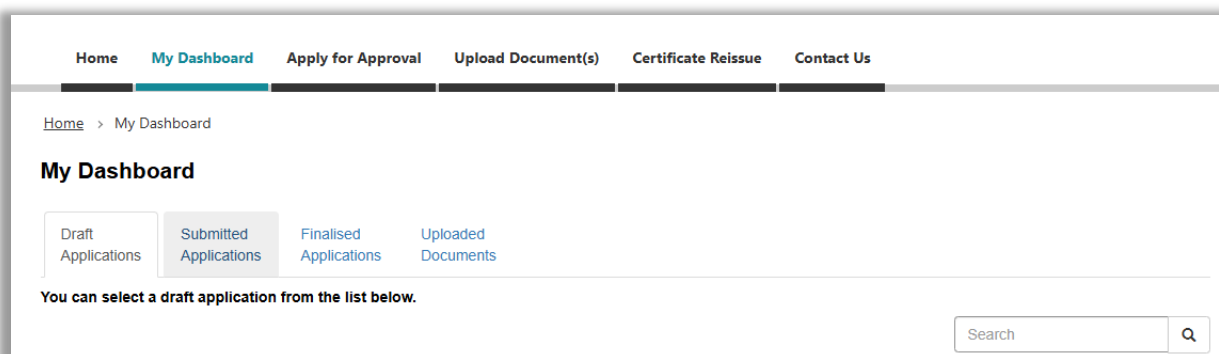 Home My Dashboard Apply for Approval Upload Document(s) Certificate Reissue Contact Us
Home > My Dashboard
My Dashboard
Draft Applications
Submitted Applications
Finalised Applications
Uploaded Documents
You can select a draft application from the list below.
Search